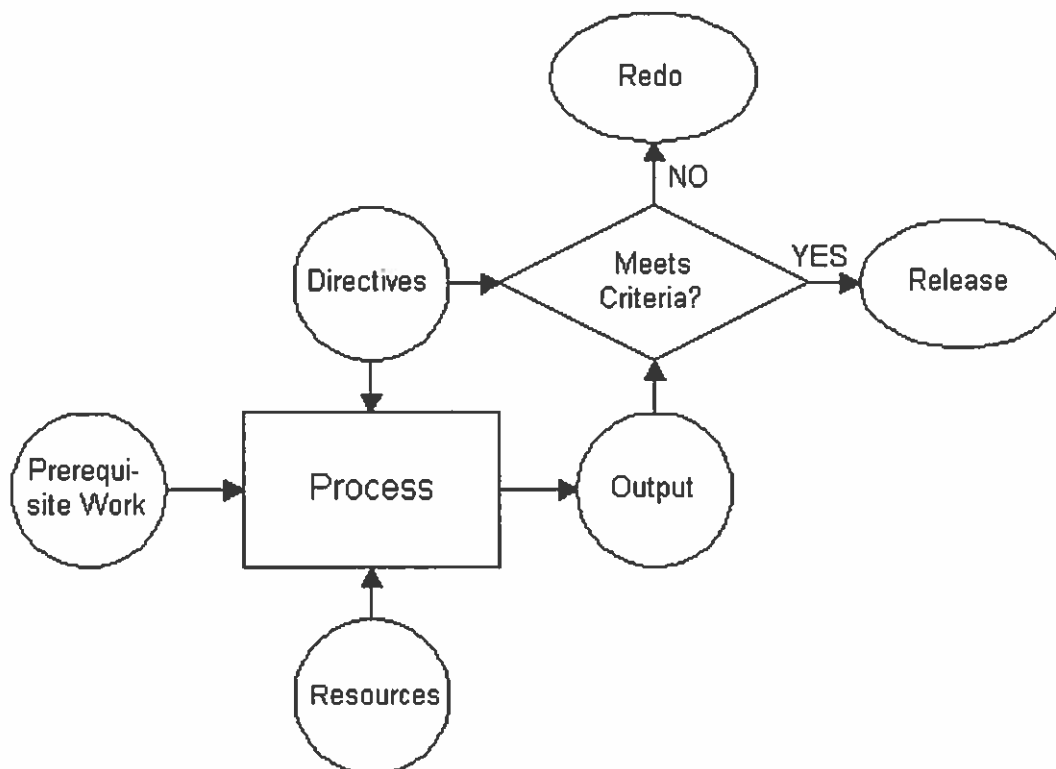 Redo
NO
Directives
Meets
Criteria?
YES
Release
Prerequi-
site Work
Process
Output
Resources